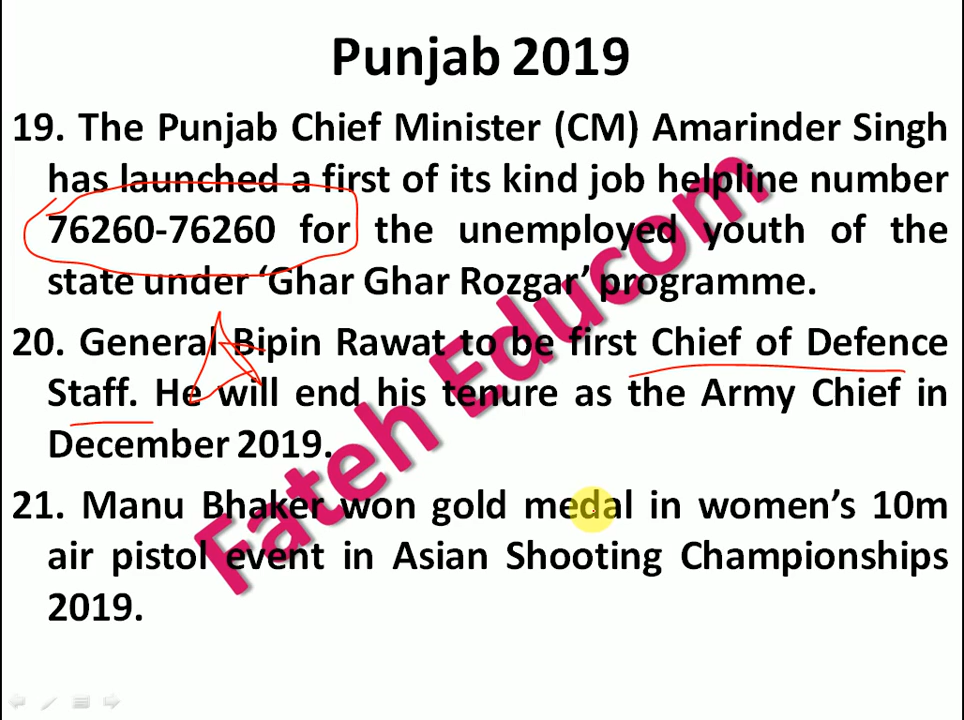 Punjab 2019
19. The Punjab Chief Minister (CM) Amarinder Singh
has launched a first of its kind job helpline number
76260-76260 for the unemployed youth of the
state under ‘Ghar Ghar Rozgar’ programme.
20. General Bipin Rawat to be first Chief of Defence
Staff. He will end his tenure as the Army Chief in
December 2019.
21. Manu Bhaker won gold medal in women’s 10m
air pistol event in Asian Shooting Championships
2019.
Fateh Educom